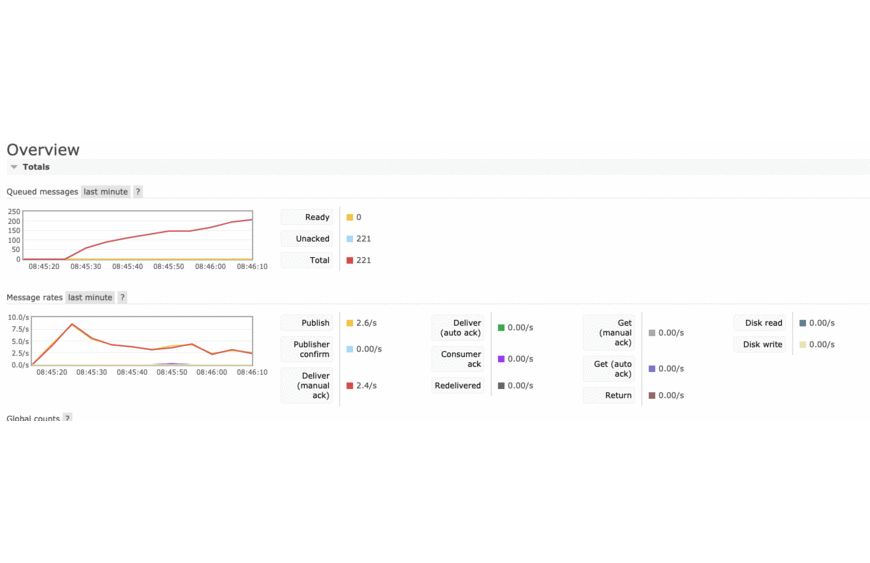 Overview
Totals
Queued messages last minute ?
250
200
150
100
50
0
08:45:20 08:45:30 08:45:40 08:45:50 08:46:00 08:46:10
Ready 0
Unacked 221
Total 221
Message rates last minute ?
10.0/s
7.5/s
5.0/s
2.5/s
0.0/s
08:45:20 08:45:30 08:45:40 08:45:50 08:46:00 08:46:10
Publish 2.6/s
Publisher
confirm 0.00/s
Deliver
(manual
ack) 2.4/s
Deliver
(auto ack) 0.00/s
Consumer
ack 0.00/s
Redelivered 0.00/s
Get
(manual
ack) 0.00/s
Get (auto
ack) 0.00/s
Return 0.00/s
Disk read 0.00/s
Disk write 0.00/s
Global counts ?